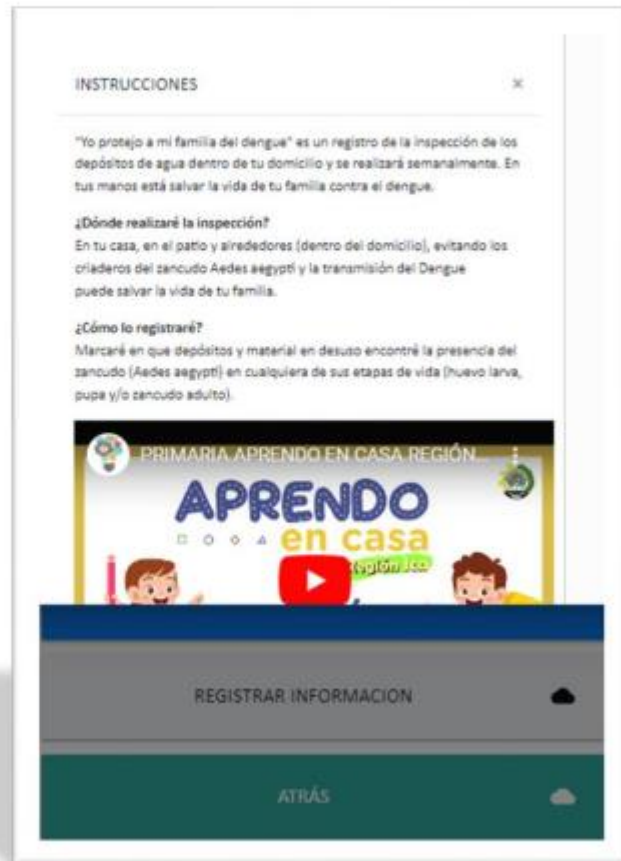 INSTRUCCIONES ×
"Yo protejo a mi familia del dengue" es un registro de la inspección de los
depósitos de agua dentro de tu domicilio y se realizará semanalmente. En
tus manos está salvar la vida de tu familia contra el dengue.
¿Dónde realizaré la inspección?
En tu casa, en el patio y alrededores (dentro del domicilio), evitando los
criaderos del zancudo Aedes aegypti y la transmisión del Dengue
puede salvar la vida de tu familia.
¿Cómo lo registraré?
Marcaré en que depósitos y material en desuso encontré la presencia del
zancudo (Aedes aegypti) en cualquiera de sus etapas de vida (huevo larva,
pupa y/o zancudo adulto).
PRIMARIA APRENDO EN CASA REGIÓN...
APRENDO
en casa
Región Ica
REGISTRAR INFORMACION
ATRÁS